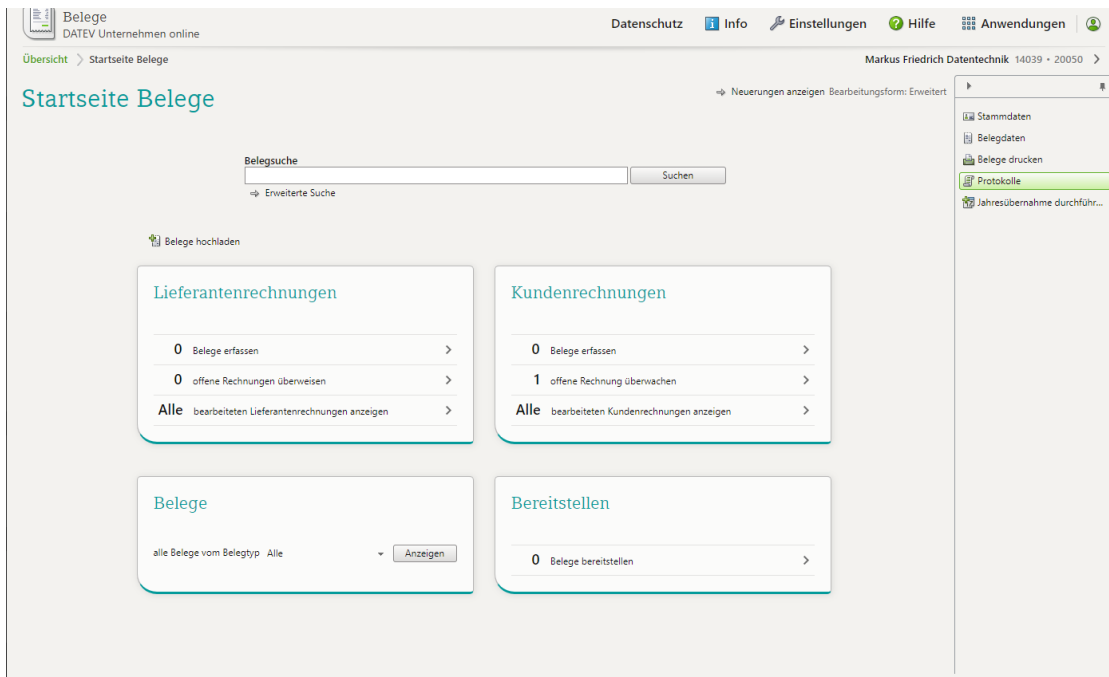 Belege
DATEV Unternehmen online
Datenschutz Info Einstellungen Hilfe Anwendungen
Übersicht Startseite Belege
Markus Friedrich Datentechnik 14039 • 20050
Startseite Belege
Neuerungen anzeigen Bearbeitungsform: Erweitert
Stammdaten
Belegdaten
Belege drucken
Protokolle
Jahresübernahme durchführ...
Belegsuche
Suchen
Erweiterte Suche
Belege hochladen
Lieferantenrechnungen
0 Belege erfassen
0 offene Rechnungen überweisen
Alle bearbeiteten Lieferantenrechnungen anzeigen
Kundenrechnungen
0 Belege erfassen
1 offene Rechnung überwachen
Alle bearbeiteten Kundenrechnungen anzeigen
Belege
alle Belege vom Belegtyp Alle Anzeigen
Bereitstellen
0 Belege bereitstellen